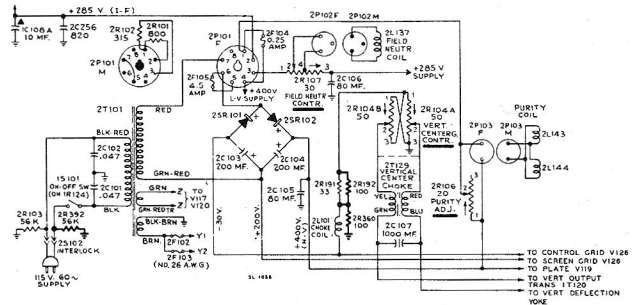 +285 V (I-F)
1C108A
10 MF.
2C256
820
2R102
315
2R101
800
2P101
M
2P101
F
2F104
0.25
AMP
2P102F
2P102M
2L137
FIELD
NEUTR.
COIL
2F105
4.5
AMP
+400V
L-V SUPPLY
2R107
30
FIELD NEUTR
CONTR.
2C106
80 MF.
+285 V
SUPPLY
2T101
RED
2SR101
2SR102
2R104B
50
2R104A
50
VERT.
CENTERG.
CONTR.
PURITY
COIL
2P103
F
2P103
M
2L143
2L144
BLK-RED
2C102
.047
2C101
.047
1S101
ON-OFF SW.
(ON 1R124)
BLK
2C103
200 MF.
2C104
200 MF.
GRN-RED
GRN
GRN-RED TR
TO
V117
V120
BLK-BRN
BRN.
2F102
Y1
2F103
Y2
(NO. 26 A.W.G)
2R103
56K
2R392
56K
2S102
INTERLOCK
115 V. 60~
SUPPLY
2C105
80 MF.
2R191
33
2R192
100
2L101
CHOKE
COIL
2R360
100
2T129
VERTICAL
CENTER
CHOKE
YEL
RED
GRN
BLU
2C107
1000 MF.
2R106
20 PURITY
ADJ.
-30V.
+200V.
+400V.
(N.V)
SL 1038
TO CONTROL GRID V126
TO SCREEN GRID V126
TO PLATE V119
TO VERT OUTPUT
TRANS 1T120
TO VERT DEFLECTION
YOKE